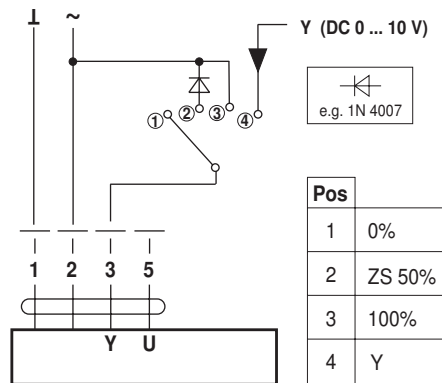 ⊥ ~
Y (DC 0 ... 10 V)
① ② ③ ④
e.g. 1N 4007
1 2 3 5
Y U
Pos
1 0%
2 ZS 50%
3 100%
4 Y